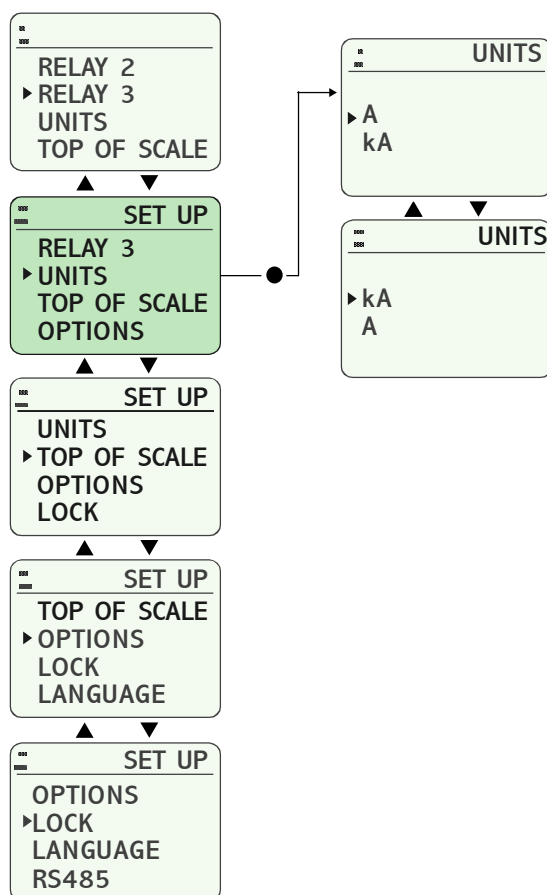 RELAY 2
RELAY 3
UNITS
TOP OF SCALE
SET UP
RELAY 3
UNITS
TOP OF SCALE
OPTIONS
SET UP
UNITS
TOP OF SCALE
OPTIONS
LOCK
SET UP
TOP OF SCALE
OPTIONS
LOCK
LANGUAGE
SET UP
OPTIONS
LOCK
LANGUAGE
RS485
UNITS
A
kA
UNITS
kA
A